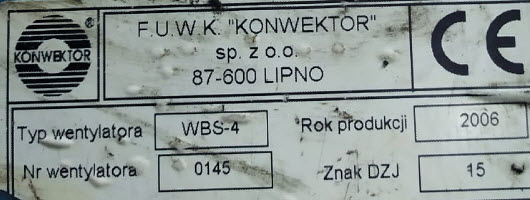 KONWEKTOR
F.U.W.K. "KONWEKTOR"
sp. z o.o.
87-600 LIPNO
CE
Typ wentylatora WBS-4 Rok produkcji 2006
Nr wentylatora 0145 Znak DZJ 15